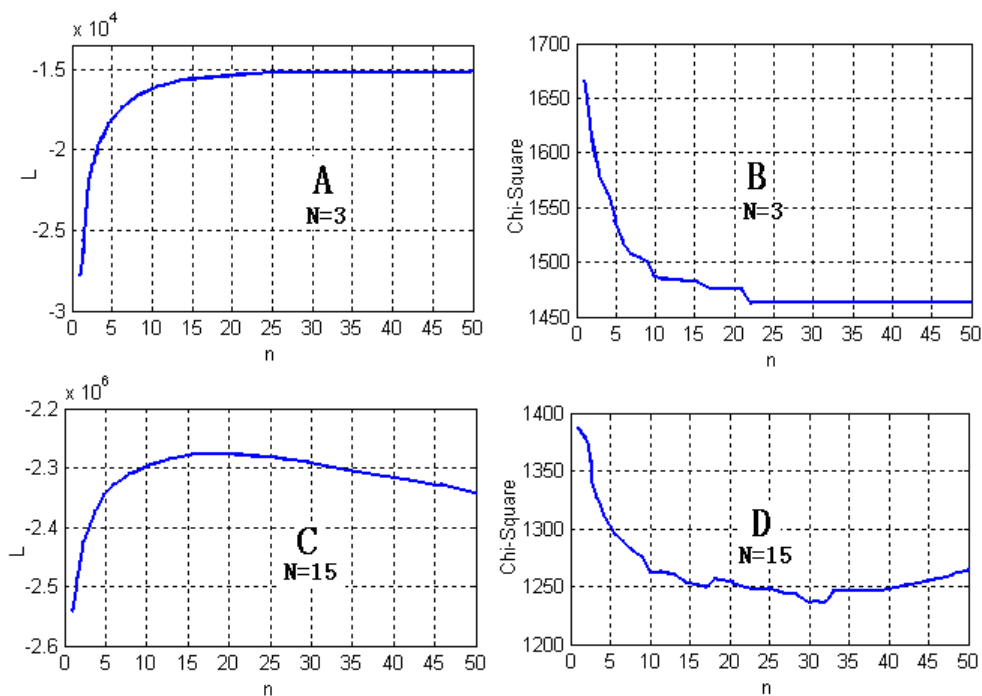 x 10^4
-1.5
-2
-2.5
-3
L
A
N=3
0 5 10 15 20 25 30 35 40 45 50
n
1700
1650
1600
1550
1500
1450
Chi-Square
B
N=3
0 5 10 15 20 25 30 35 40 45 50
n
x 10^6
-2.2
-2.3
-2.4
-2.5
-2.6
L
C
N=15
0 5 10 15 20 25 30 35 40 45 50
n
1400
1350
1300
1250
1200
Chi-Square
D
N=15
0 5 10 15 20 25 30 35 40 45 50
n